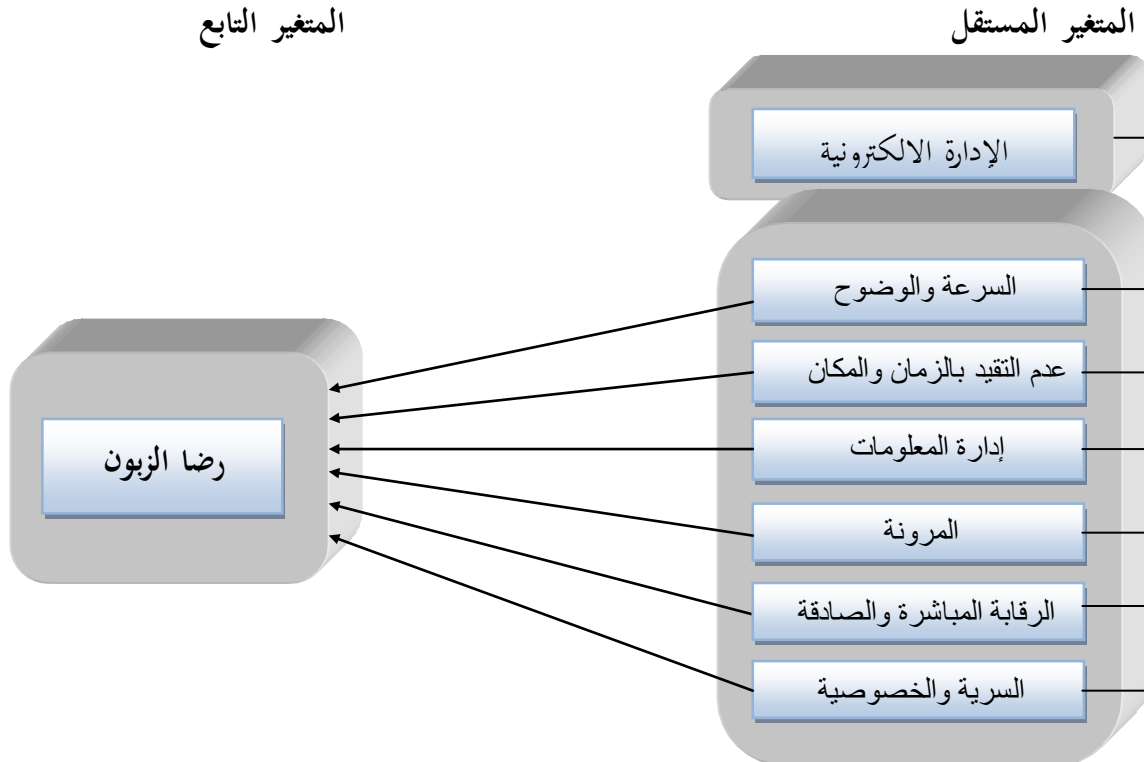 المتغير المستقل
المتغير التابع
الإدارة الالكترونية
السرعة والوضوح
عدم التقيد بالزمان والمكان
إدارة المعلومات
المرونة
الرقابة المباشرة والصادقة
السرية والخصوصية
رضا الزبون